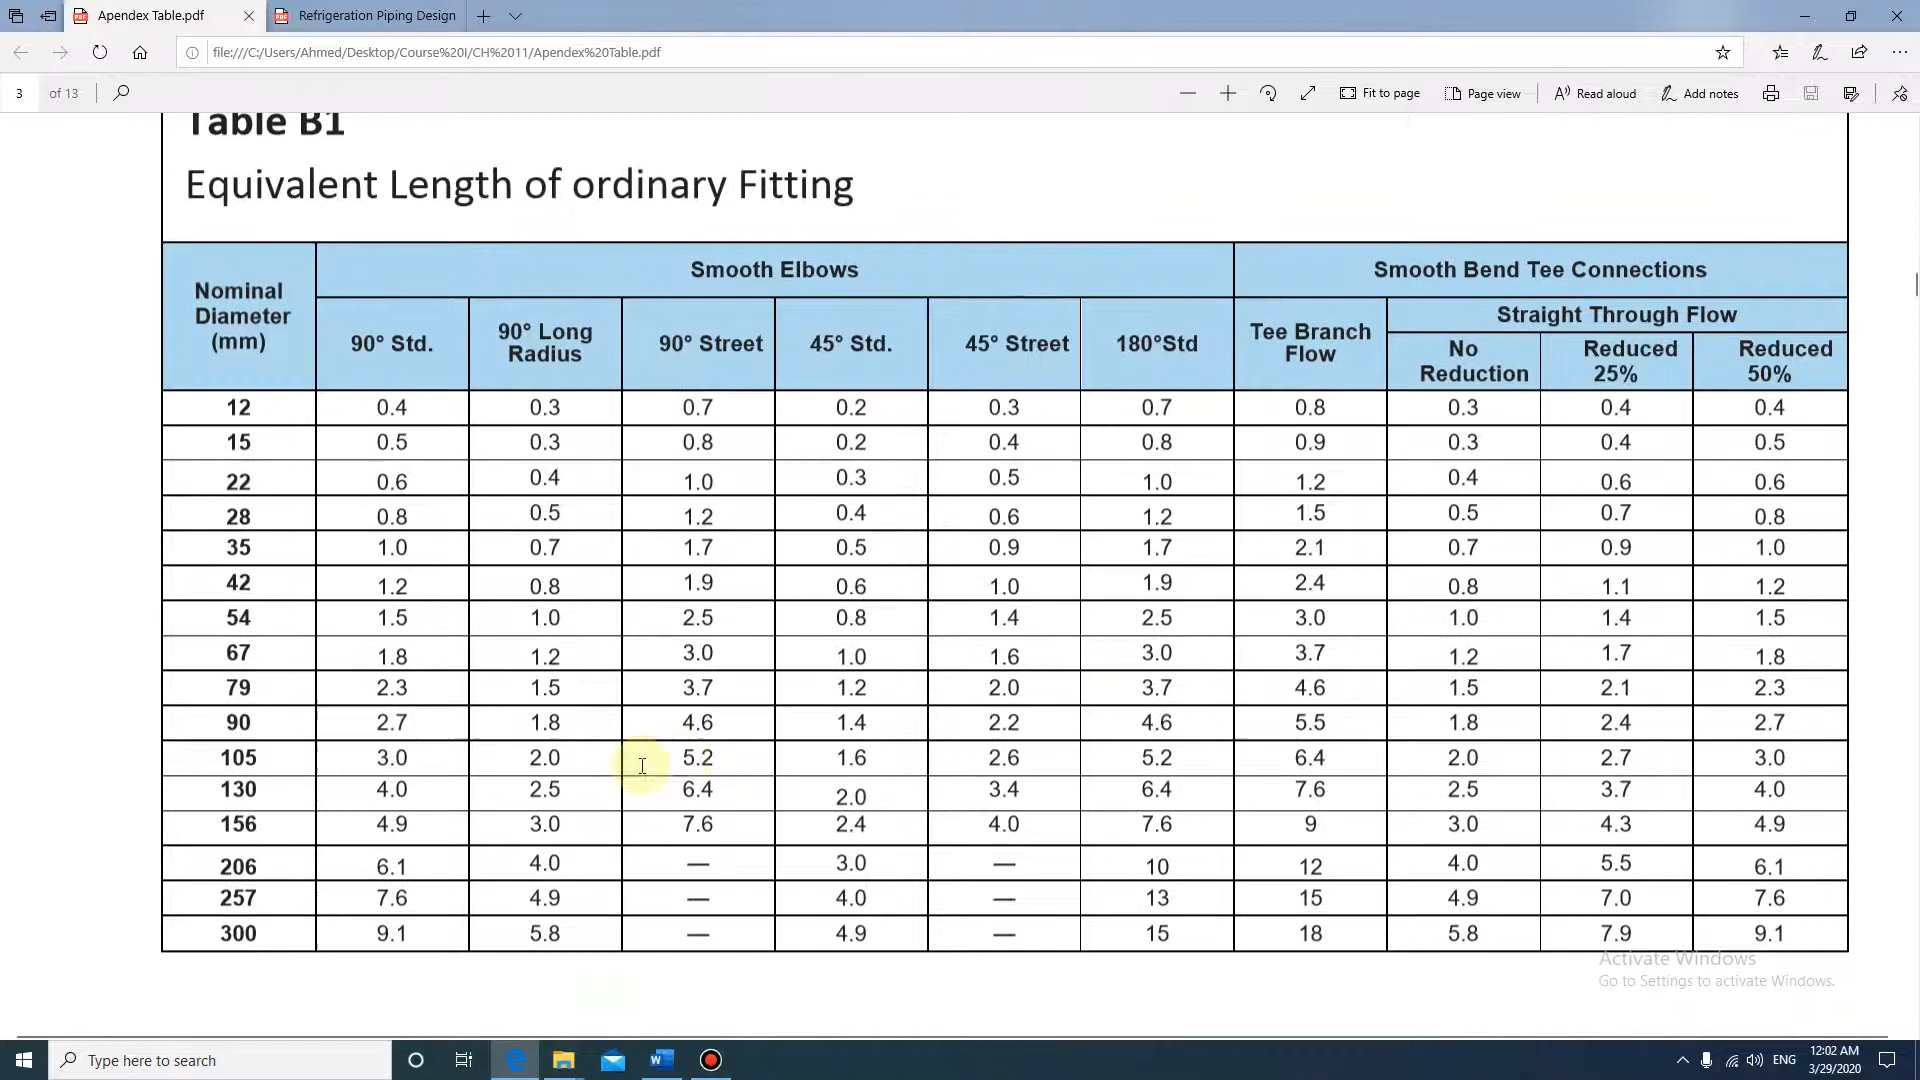 Apendex Table.pdf
Refrigeration Piping Design
file:///C:/Users/Ahmed/Desktop/Course%20I/CH%2011/Apendex%20Table.pdf
3 of 13
Fit to page
Page view
Read aloud
Add notes
Table B1
Equivalent Length of ordinary Fitting
Nominal Diameter (mm) Smooth Elbows Smooth Bend Tee Connections
90° Std. 90° Long Radius 90° Street 45° Std. 45° Street 180°Std Tee Branch Flow Straight Through Flow
No Reduction Reduced 25% Reduced 50%
12 0.4 0.3 0.7 0.2 0.3 0.7 0.8 0.3 0.4 0.4
15 0.5 0.3 0.8 0.2 0.4 0.8 0.9 0.3 0.4 0.5
22 0.6 0.4 1.0 0.3 0.5 1.0 1.2 0.4 0.6 0.6
28 0.8 0.5 1.2 0.4 0.6 1.2 1.5 0.5 0.7 0.8
35 1.0 0.7 1.7 0.5 0.9 1.7 2.1 0.7 0.9 1.0
42 1.2 0.8 1.9 0.6 1.0 1.9 2.4 0.8 1.1 1.2
54 1.5 1.0 2.5 0.8 1.4 2.5 3.0 1.0 1.4 1.5
67 1.8 1.2 3.0 1.0 1.6 3.0 3.7 1.2 1.7 1.8
79 2.3 1.5 3.7 1.2 2.0 3.7 4.6 1.5 2.1 2.3
90 2.7 1.8 4.6 1.4 2.2 4.6 5.5 1.8 2.4 2.7
105 3.0 2.0 5.2 1.6 2.6 5.2 6.4 2.0 2.7 3.0
130 4.0 2.5 6.4 2.0 3.4 6.4 7.6 2.5 3.7 4.0
156 4.9 3.0 7.6 2.4 4.0 7.6 9 3.0 4.3 4.9
206 6.1 4.0 — 3.0 — 10 12 4.0 5.5 6.1
257 7.6 4.9 — 4.0 — 13 15 4.9 7.0 7.6
300 9.1 5.8 — 4.9 — 15 18 5.8 7.9 9.1
Activate Windows
Go to Settings to activate Windows.
Type here to search
ENG
12:02 AM
3/29/2020